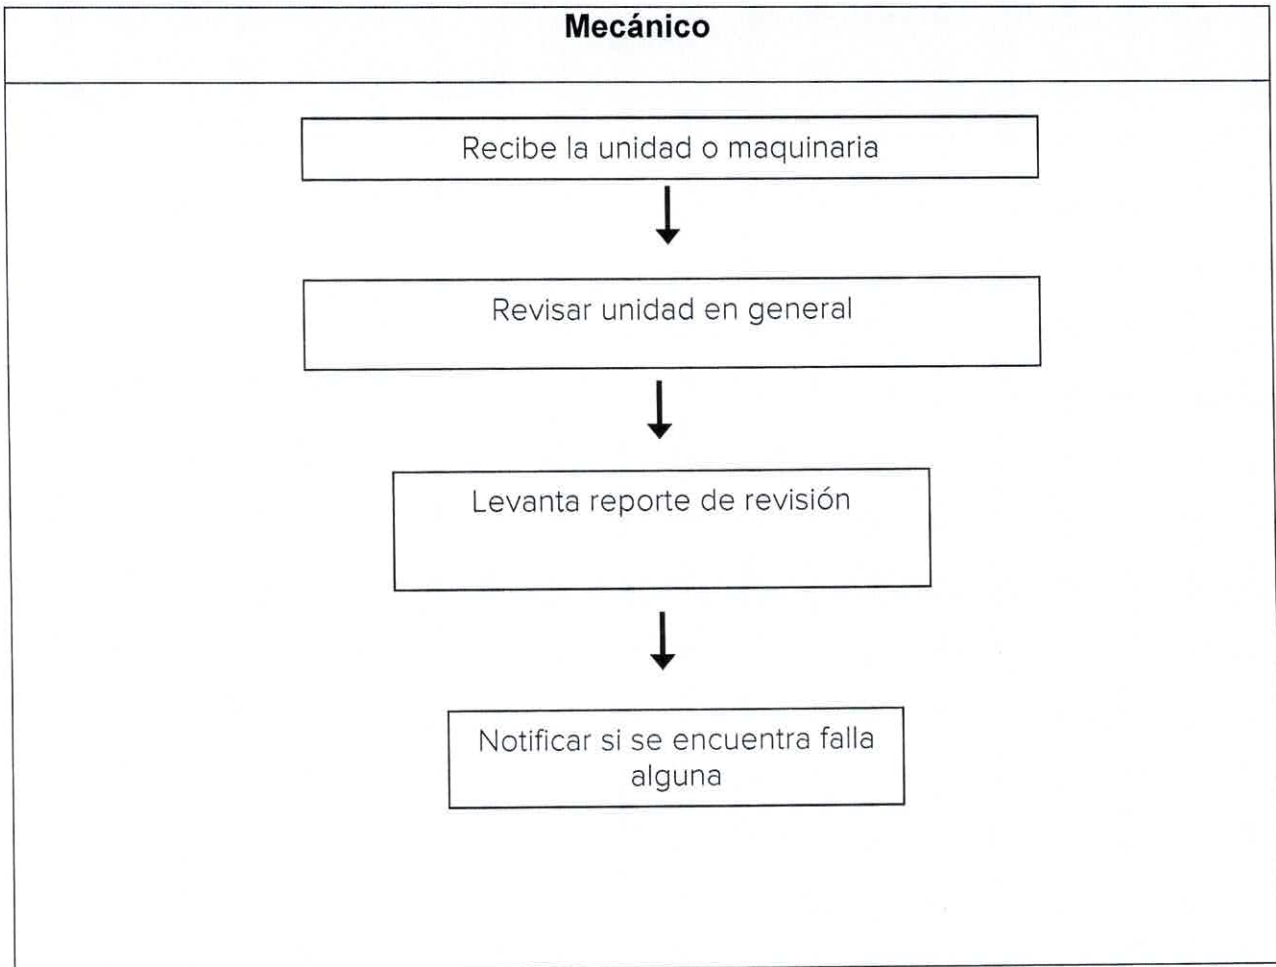 Mecánico
Recibe la unidad o maquinaria
Revisar unidad en general
Levanta reporte de revisión
Notificar si se encuentra falla
alguna